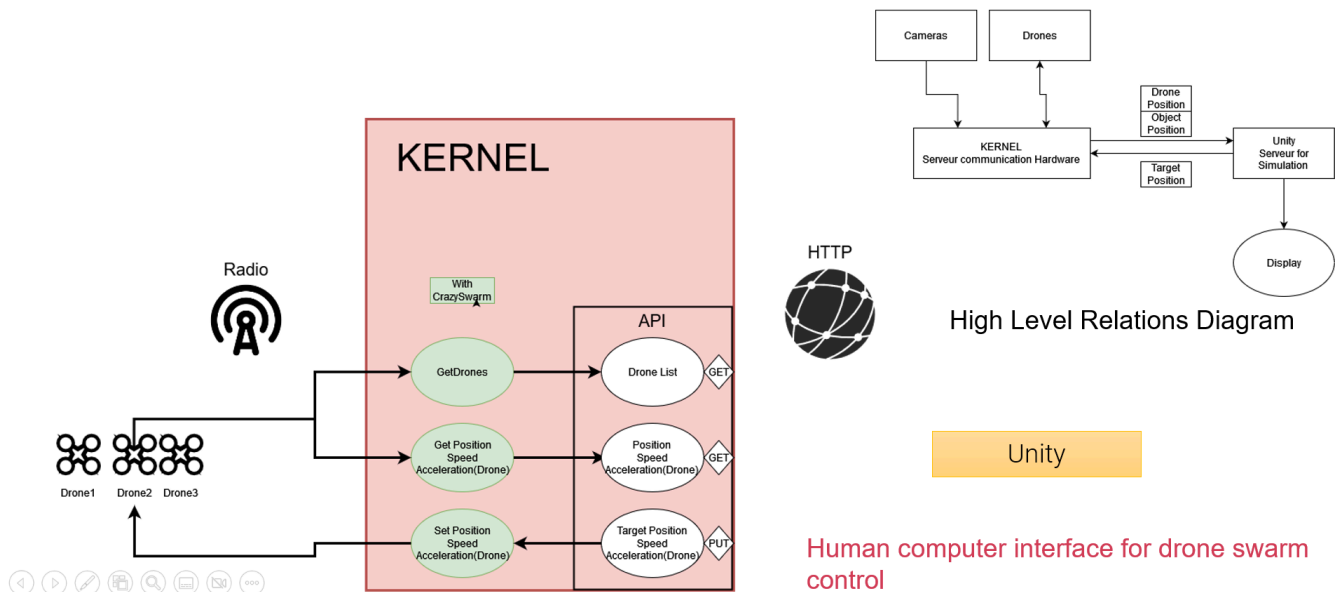 Cameras
Drones
Drone
Position
Object
Position
KERNEL
Serveur communication Hardware
Unity
Serveur for
Simulation
Target
Position
Display
High Level Relations Diagram
KERNEL
Radio
With
CrazySwarm
API
HTTP
GetDrones
Drone List
GET
Get Position
Speed
Acceleration(Drone)
Position
Speed
Acceleration(Drone)
GET
Set Position
Speed
Acceleration(Drone)
Target Position
Speed
Acceleration(Drone)
PUT
Drone1
Drone2
Drone3
Unity
Human computer interface for drone swarm
control